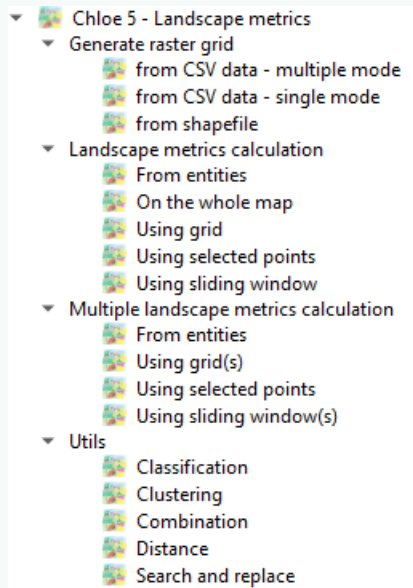 Chloe 5 - Landscape metrics
Generate raster grid
from CSV data - multiple mode
from CSV data - single mode
from shapefile
Landscape metrics calculation
From entities
On the whole map
Using grid
Using selected points
Using sliding window
Multiple landscape metrics calculation
From entities
Using grid(s)
Using selected points
Using sliding window(s)
Utils
Classification
Clustering
Combination
Distance
Search and replace